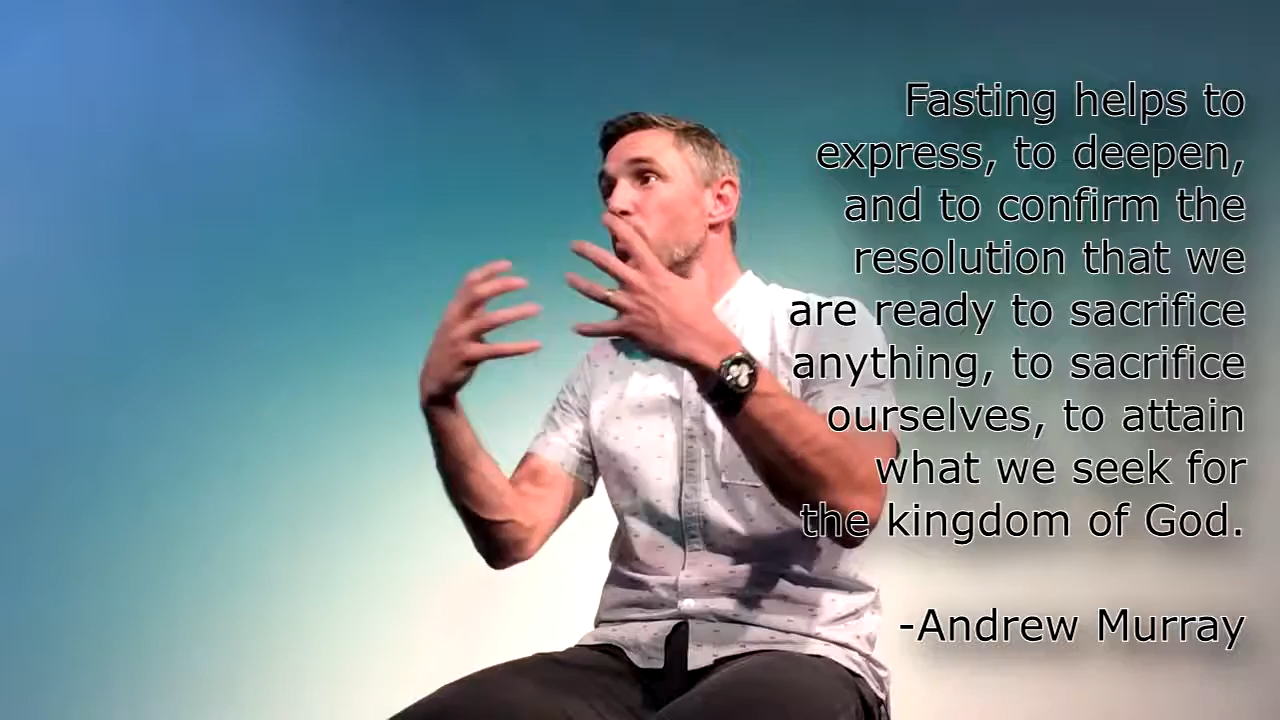 Fasting helps to
express, to deepen,
and to confirm the
resolution that we
are ready to sacrifice
anything, to sacrifice
ourselves, to attain
what we seek for
the kingdom of God.
-Andrew Murray